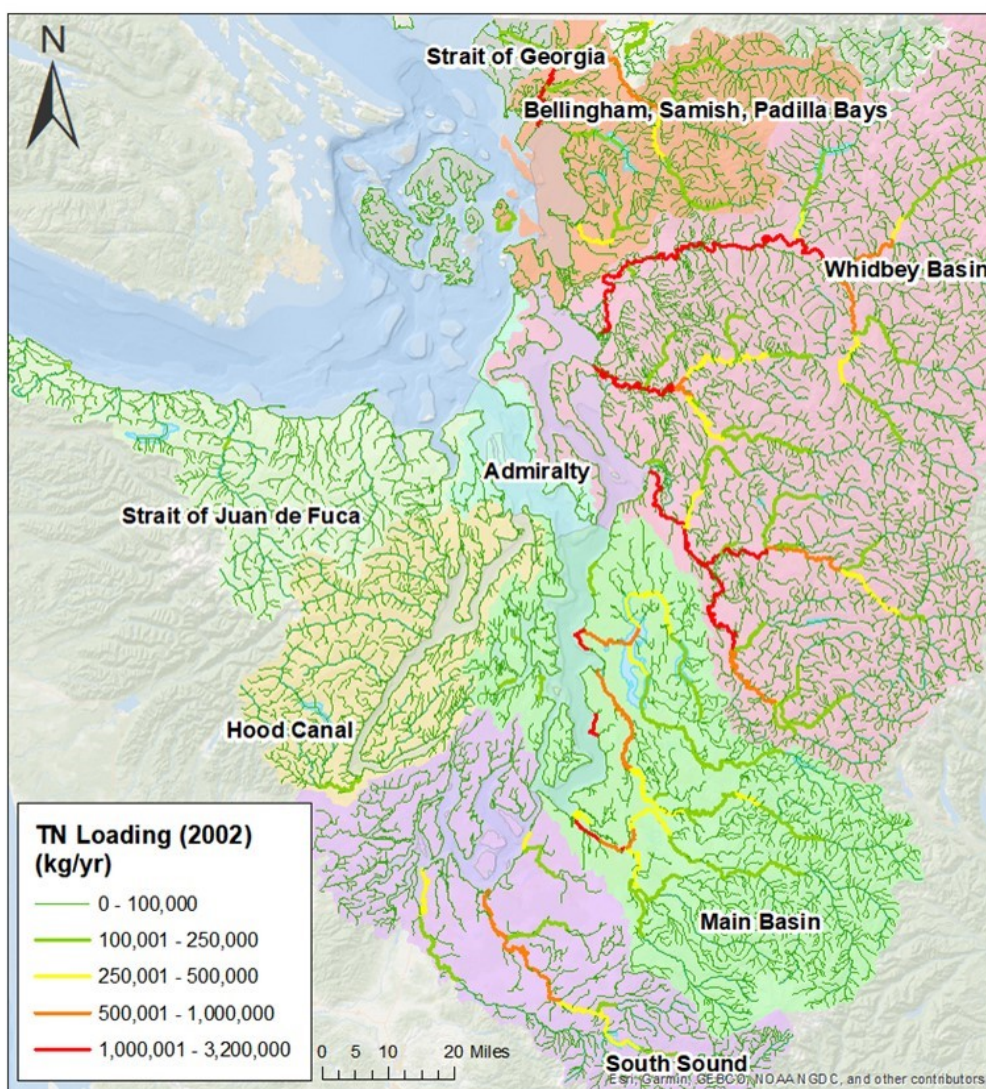 N
Strait of Georgia
Bellingham, Samish, Padilla Bays
Whidbey Basin
Admiralty
Strait of Juan de Fuca
Hood Canal
Main Basin
South Sound
TN Loading (2002)
(kg/yr)
0 - 100,000
100,001 - 250,000
250,001 - 500,000
500,001 - 1,000,000
1,000,001 - 3,200,000
0 5 10 20 Miles
Esri, Garmin, GEBCO, NOAA NGDC, and other contributors